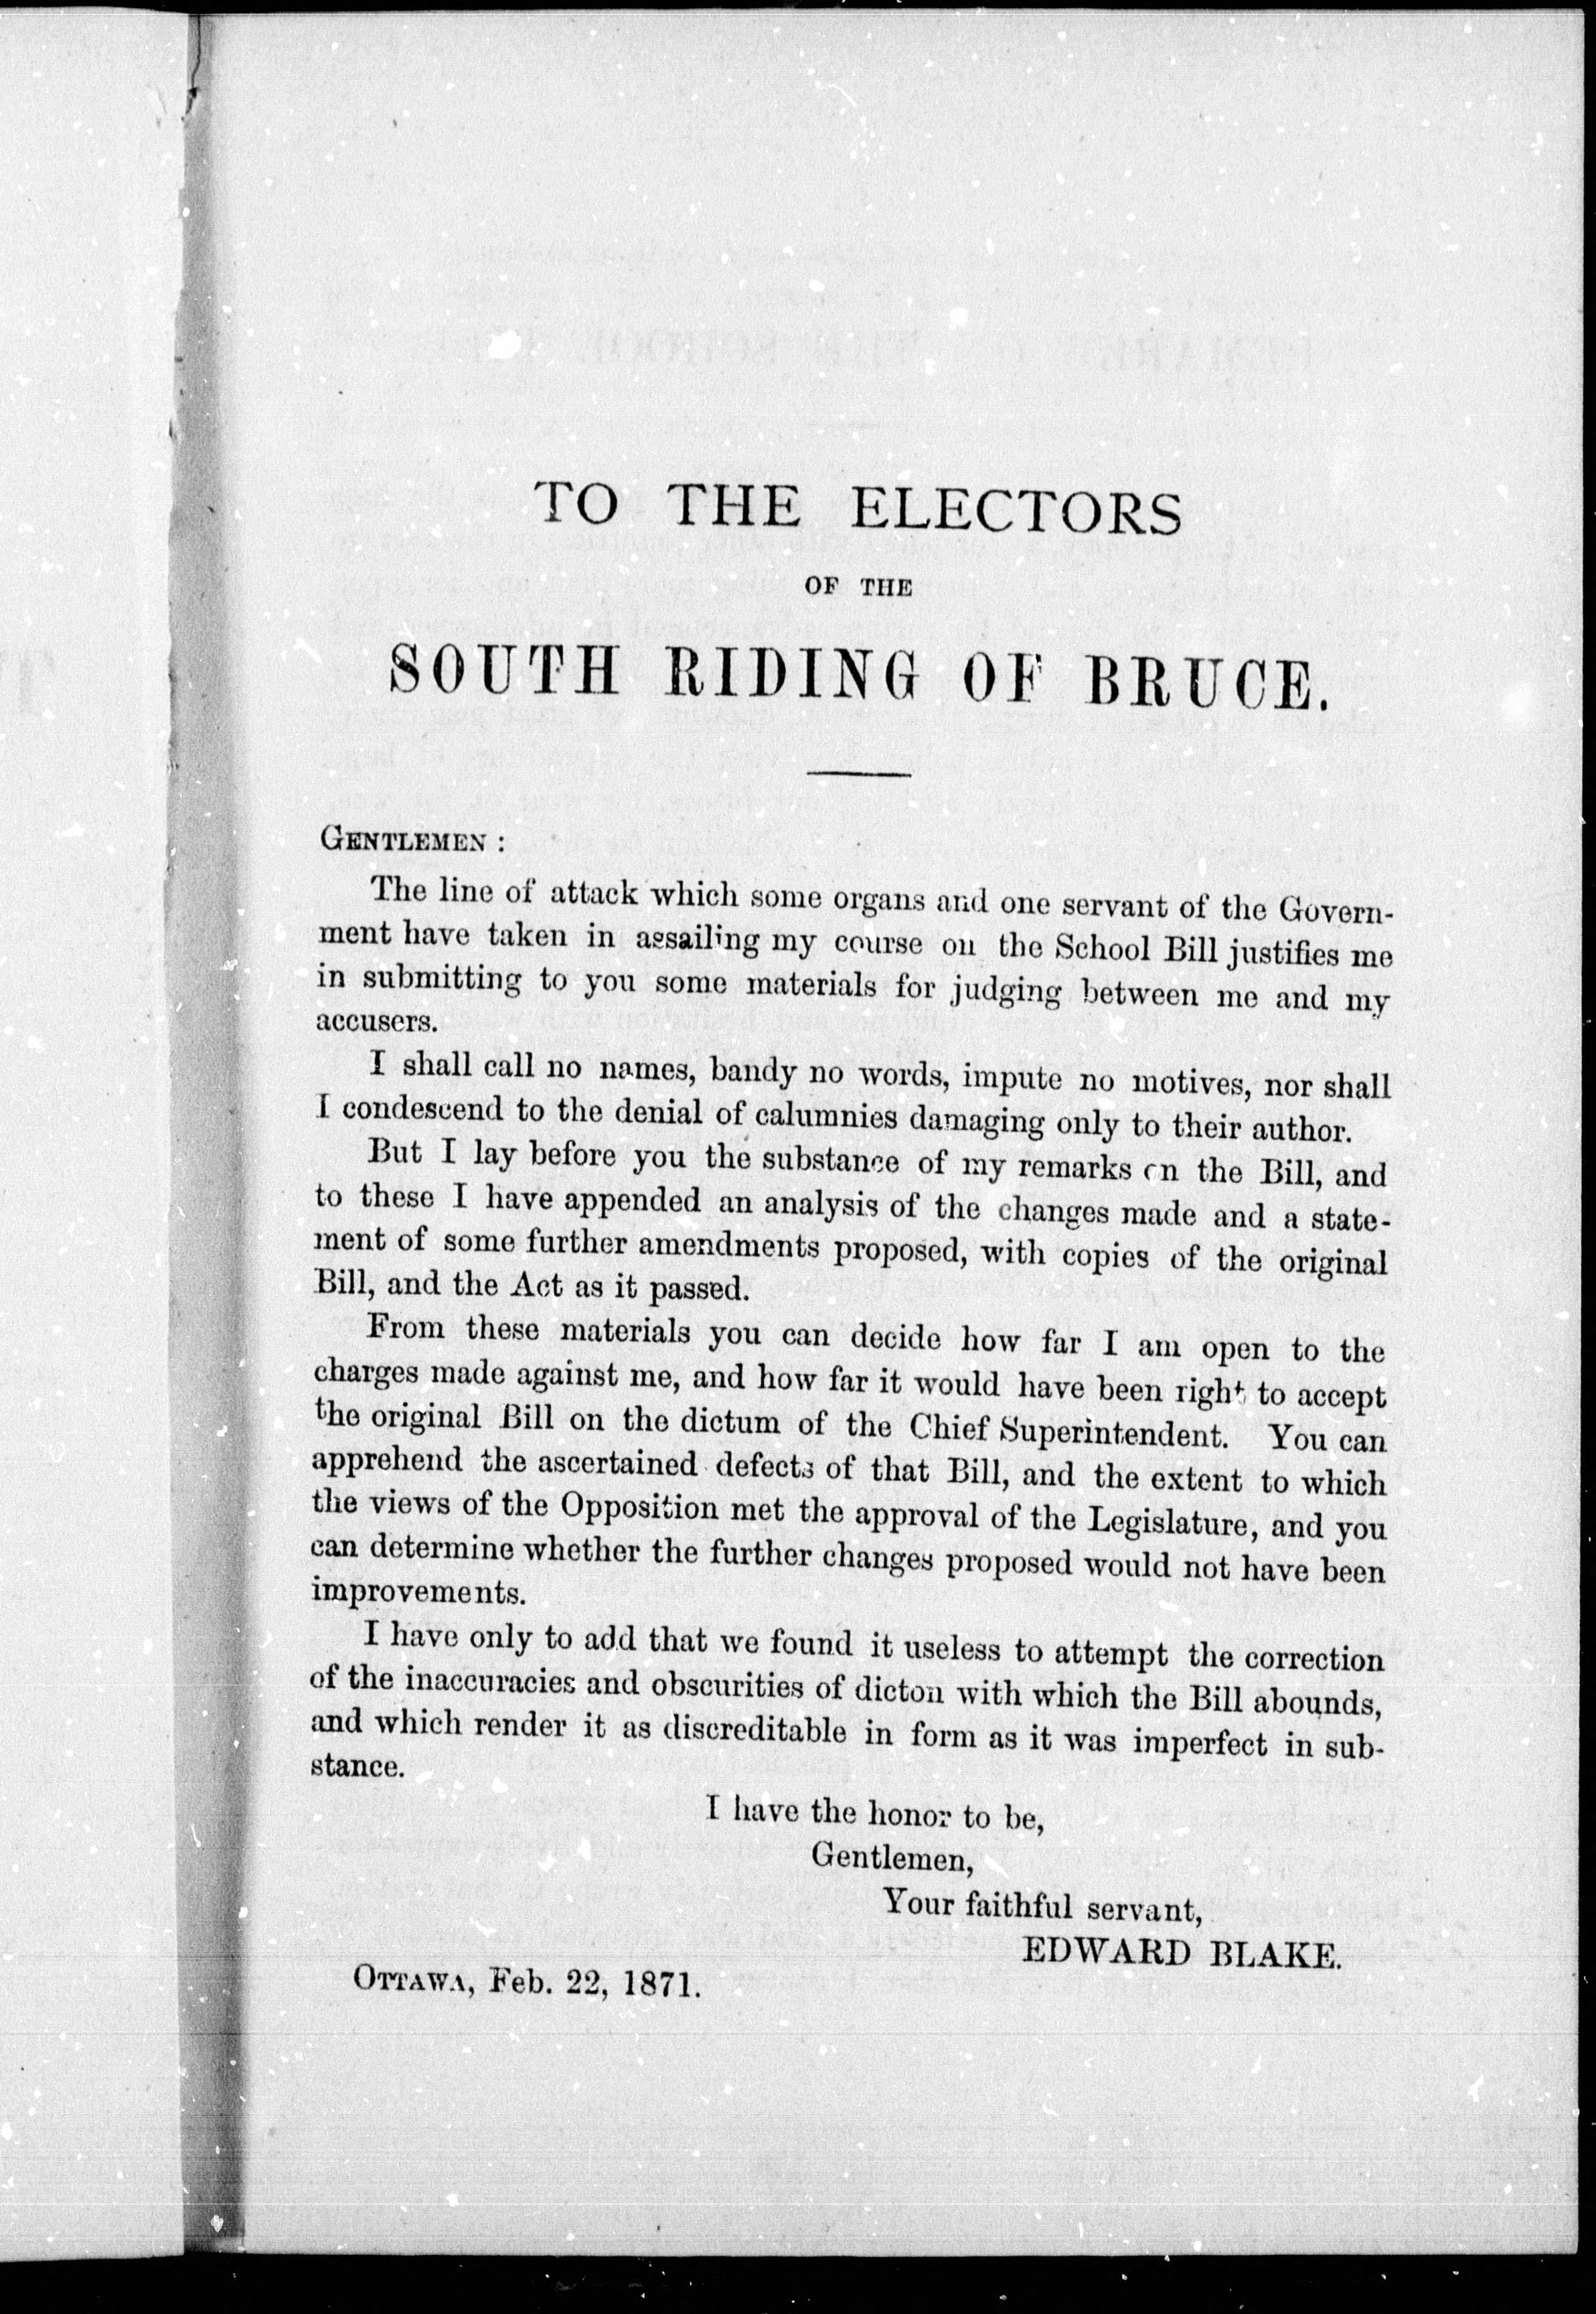 TO THE ELECTORS
OF THE
SOUTH RIDING OF BRUCE.
GENTLEMEN :
The line of attack which some organs and one servant of the Govern-
ment have taken in assailing my course on the School Bill justifies me
in submitting to you some materials for judging between me and my
accusers.
I shall call no names, bandy no words, impute no motives, nor shall
I condescend to the denial of calumnies damaging only to their author.
But I lay before you the substance of my remarks on the Bill, and
to these I have appended an analysis of the changes made and a state-
ment of some further amendments proposed, with copies of the original
Bill, and the Act as it passed.
From these materials you can decide how far I am open to the
charges made against me, and how far it would have been right to accept
the original Bill on the dictum of the Chief Superintendent. You can
apprehend the ascertained defects of that Bill, and the extent to which
the views of the Opposition met the approval of the Legislature, and you
can determine whether the further changes proposed would not have been
improvements.
I have only to add that we found it useless to attempt the correction
of the inaccuracies and obscurities of dicton with which the Bill abounds,
and which render it as discreditable in form as it was imperfect in sub-
stance.
I have the honor to be,
Gentlemen,
Your faithful servant,
EDWARD BLAKE.
OTTAWA, Feb. 22, 1871.